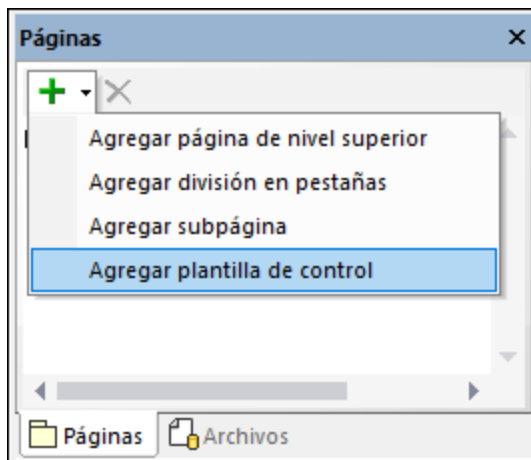 Páginas
Agregar página de nivel superior
Agregar división en pestañas
Agregar subpágina
Agregar plantilla de control
Páginas
Archivos